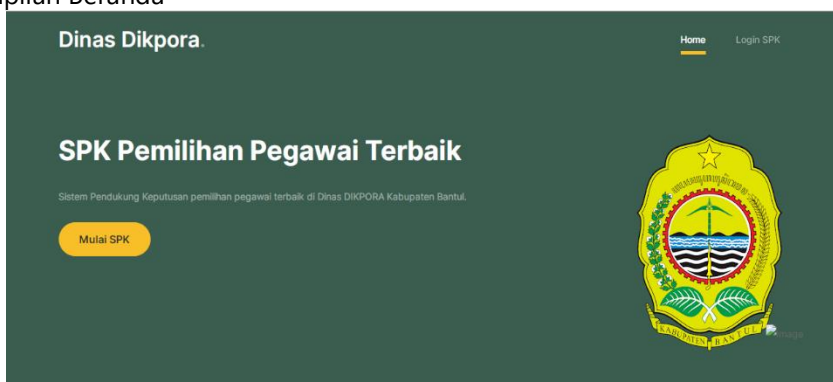 Dinas Dikpora.
Home
Login SPK
SPK Pemilihan Pegawai Terbaik
Sistem Pendukung Keputusan pemilihan pegawai terbaik di Dinas DIKPORA Kabupaten Bantul.
Mulai SPK
KABUPATEN BANTUL
image